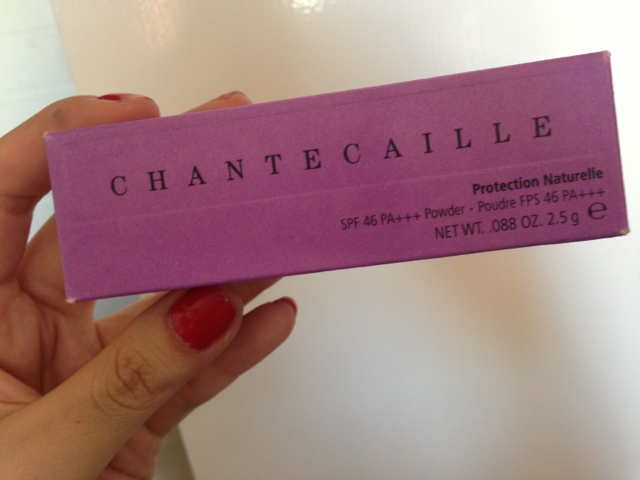 CHANTECAILLE
Protection Naturelle
SPF 46 PA+++ Powder - Poudre FPS 46 PA+++
NET WT. .088 OZ. 2.5 g ℮